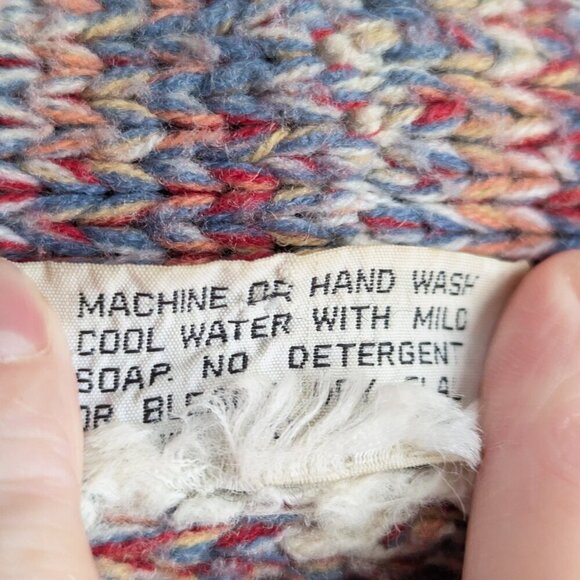 MACHINE OR HAND WASH
COOL WATER WITH MILD
SOAP. NO DETERGENT
OR